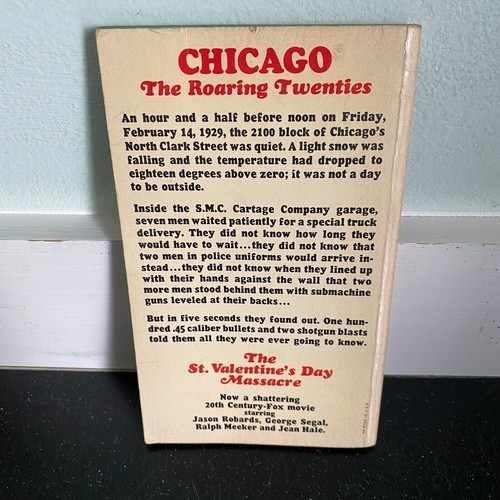 CHICAGO
The Roaring Twenties
An hour and a half before noon on Friday,
February 14, 1929, the 2100 block of Chicago's
North Clark Street was quiet. A light snow was
falling and the temperature had dropped to
eighteen degrees above zero; it was not a day
to be outside.
Inside the S.M.C. Cartage Company garage,
seven men waited patiently for a special truck
delivery. They did not know how long they
would have to wait...they did not know that
two men in police uniforms would arrive in-
stead...they did not know when they lined up
with their hands against the wall that two
more men stood behind them with submachine
guns leveled at their backs...
But in five seconds they found out. One hun-
dred .45 caliber bullets and two shotgun blasts
told them all they were ever going to know.
The
St. Valentine's Day
Massacre
Now a shattering
20th Century-Fox movie
starring
Jason Robards, George Segal,
Ralph Meeker and Jean Hale.